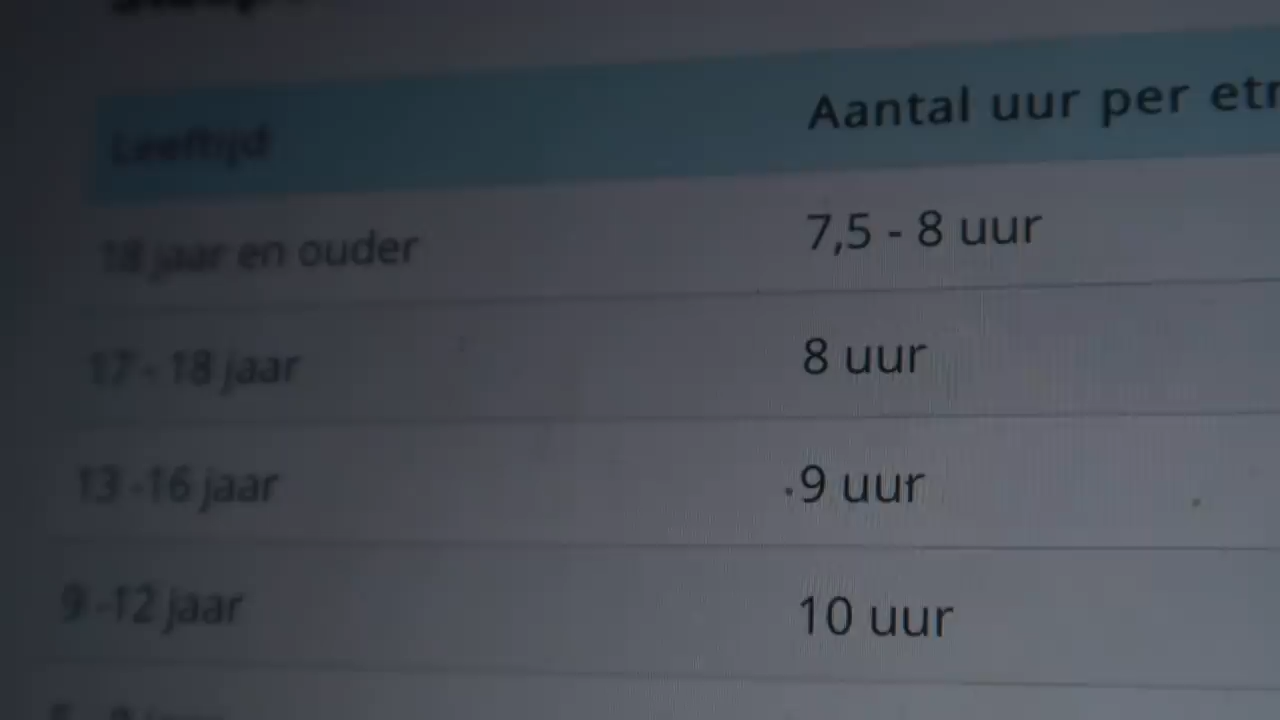 Leeftijd Aantal uur per
18 jaar en ouder 7,5 - 8 uur
17 - 18 jaar 8 uur
13 -16 jaar 9 uur
9 -12 jaar 10 uur